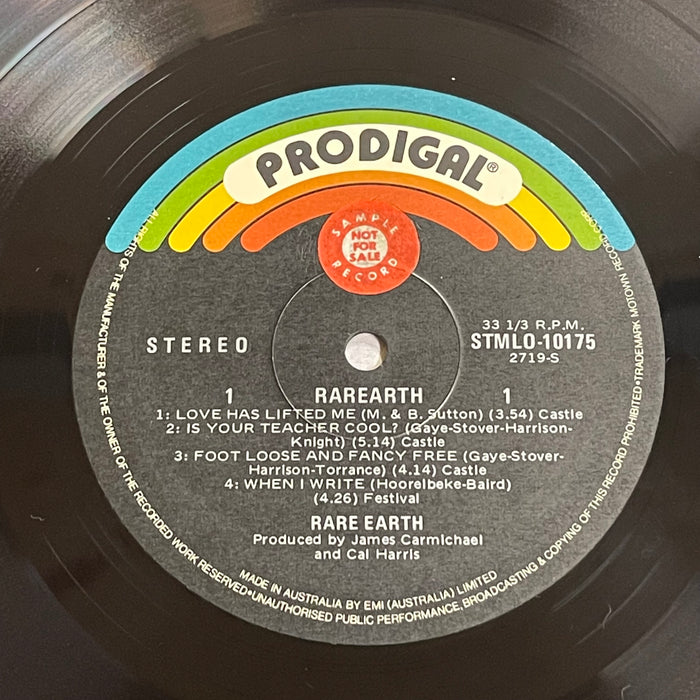 PRODIGAL®
SAMPLE
NOT
FOR
SALE
RECORD
STEREO
33 1/3 R.P.M.
STMLO-10175
2719-S
1 RAREARTH 1
1: LOVE HAS LIFTED ME (M. & B. Sutton) (3.54) Castle
2: IS YOUR TEACHER COOL? (Gaye-Stover-Harrison-
Knight) (5.14) Castle
3: FOOT LOOSE AND FANCY FREE (Gaye-Stover-
Harrison-Torrance) (4.14) Castle
4: WHEN I WRITE (Hoorelbeke-Baird)
(4.26) Festival
RARE EARTH
Produced by James Carmichael
and Cal Harris
MADE IN AUSTRALIA BY EMI (AUSTRALIA) LIMITED
ALL RIGHTS OF THE MANUFACTURER & OF THE OWNER OF THE RECORDED WORK RESERVED•UNAUTHORISED PUBLIC PERFORMANCE, BROADCASTING & COPYING OF THIS RECORD PROHIBITED•TRADEMARK MOTOWN RECORD CORP.